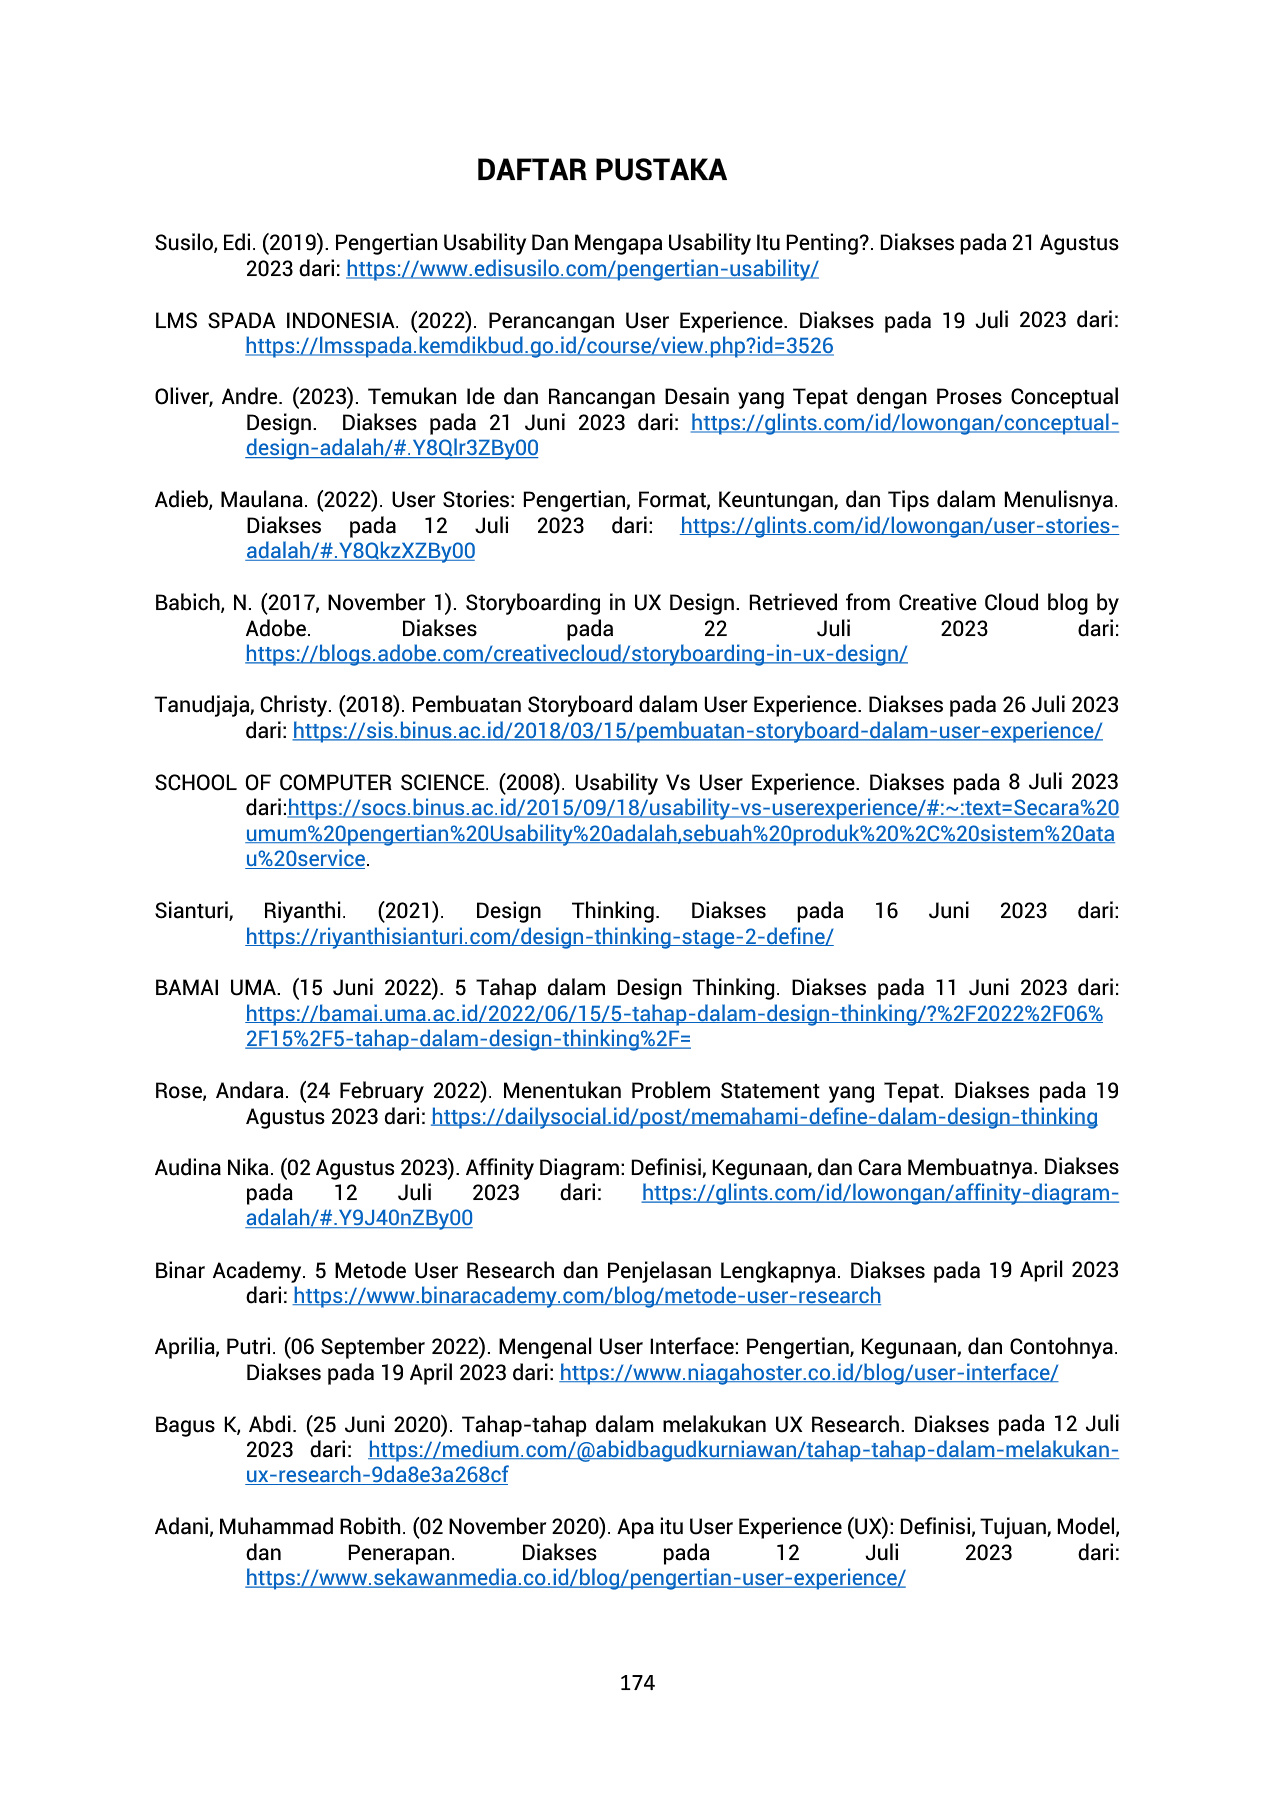 DAFTAR PUSTAKA
Susilo, Edi. (2019). Pengertian Usability Dan Mengapa Usability Itu Penting?. Diakses pada 21 Agustus
2023 dari: https://www.edisusilo.com/pengertian-usability/
LMS SPADA INDONESIA. (2022). Perancangan User Experience. Diakses pada 19 Juli 2023 dari:
https://lmsspada.kemdikbud.go.id/course/view.php?id=3526
Oliver, Andre. (2023). Temukan Ide dan Rancangan Desain yang Tepat dengan Proses Conceptual
Design. Diakses pada 21 Juni 2023 dari: https://glints.com/id/lowongan/conceptual-
design-adalah/#.Y8Qlr3ZBy00
Adieb, Maulana. (2022). User Stories: Pengertian, Format, Keuntungan, dan Tips dalam Menulisnya.
Diakses pada 12 Juli 2023 dari: https://glints.com/id/lowongan/user-stories-
adalah/#.Y8QkzXZBy00
Babich, N. (2017, November 1). Storyboarding in UX Design. Retrieved from Creative Cloud blog by
Adobe. Diakses pada 22 Juli 2023 dari:
https://blogs.adobe.com/creativecloud/storyboarding-in-ux-design/
Tanudjaja, Christy. (2018). Pembuatan Storyboard dalam User Experience. Diakses pada 26 Juli 2023
dari: https://sis.binus.ac.id/2018/03/15/pembuatan-storyboard-dalam-user-experience/
SCHOOL OF COMPUTER SCIENCE. (2008). Usability Vs User Experience. Diakses pada 8 Juli 2023
dari:https://socs.binus.ac.id/2015/09/18/usability-vs-userexperience/#:~:text=Secara%20
umum%20pengertian%20Usability%20adalah,sebuah%20produk%20%2C%20sistem%20ata
u%20service.
Sianturi, Riyanthi. (2021). Design Thinking. Diakses pada 16 Juni 2023 dari:
https://riyanthisianturi.com/design-thinking-stage-2-define/
BAMAI UMA. (15 Juni 2022). 5 Tahap dalam Design Thinking. Diakses pada 11 Juni 2023 dari:
https://bamai.uma.ac.id/2022/06/15/5-tahap-dalam-design-thinking/?%2F2022%2F06%
2F15%2F5-tahap-dalam-design-thinking%2F=
Rose, Andara. (24 February 2022). Menentukan Problem Statement yang Tepat. Diakses pada 19
Agustus 2023 dari: https://dailysocial.id/post/memahami-define-dalam-design-thinking
Audina Nika. (02 Agustus 2023). Affinity Diagram: Definisi, Kegunaan, dan Cara Membuatnya. Diakses
pada 12 Juli 2023 dari: https://glints.com/id/lowongan/affinity-diagram-
adalah/#.Y9J40nZBy00
Binar Academy. 5 Metode User Research dan Penjelasan Lengkapnya. Diakses pada 19 April 2023
dari: https://www.binaracademy.com/blog/metode-user-research
Aprilia, Putri. (06 September 2022). Mengenal User Interface: Pengertian, Kegunaan, dan Contohnya.
Diakses pada 19 April 2023 dari: https://www.niagahoster.co.id/blog/user-interface/
Bagus K, Abdi. (25 Juni 2020). Tahap-tahap dalam melakukan UX Research. Diakses pada 12 Juli
2023 dari: https://medium.com/@abidbagudkurniawan/tahap-tahap-dalam-melakukan-
ux-research-9da8e3a268cf
Adani, Muhammad Robith. (02 November 2020). Apa itu User Experience (UX): Definisi, Tujuan, Model,
dan Penerapan. Diakses pada 12 Juli 2023 dari:
https://www.sekawanmedia.co.id/blog/pengertian-user-experience/
174